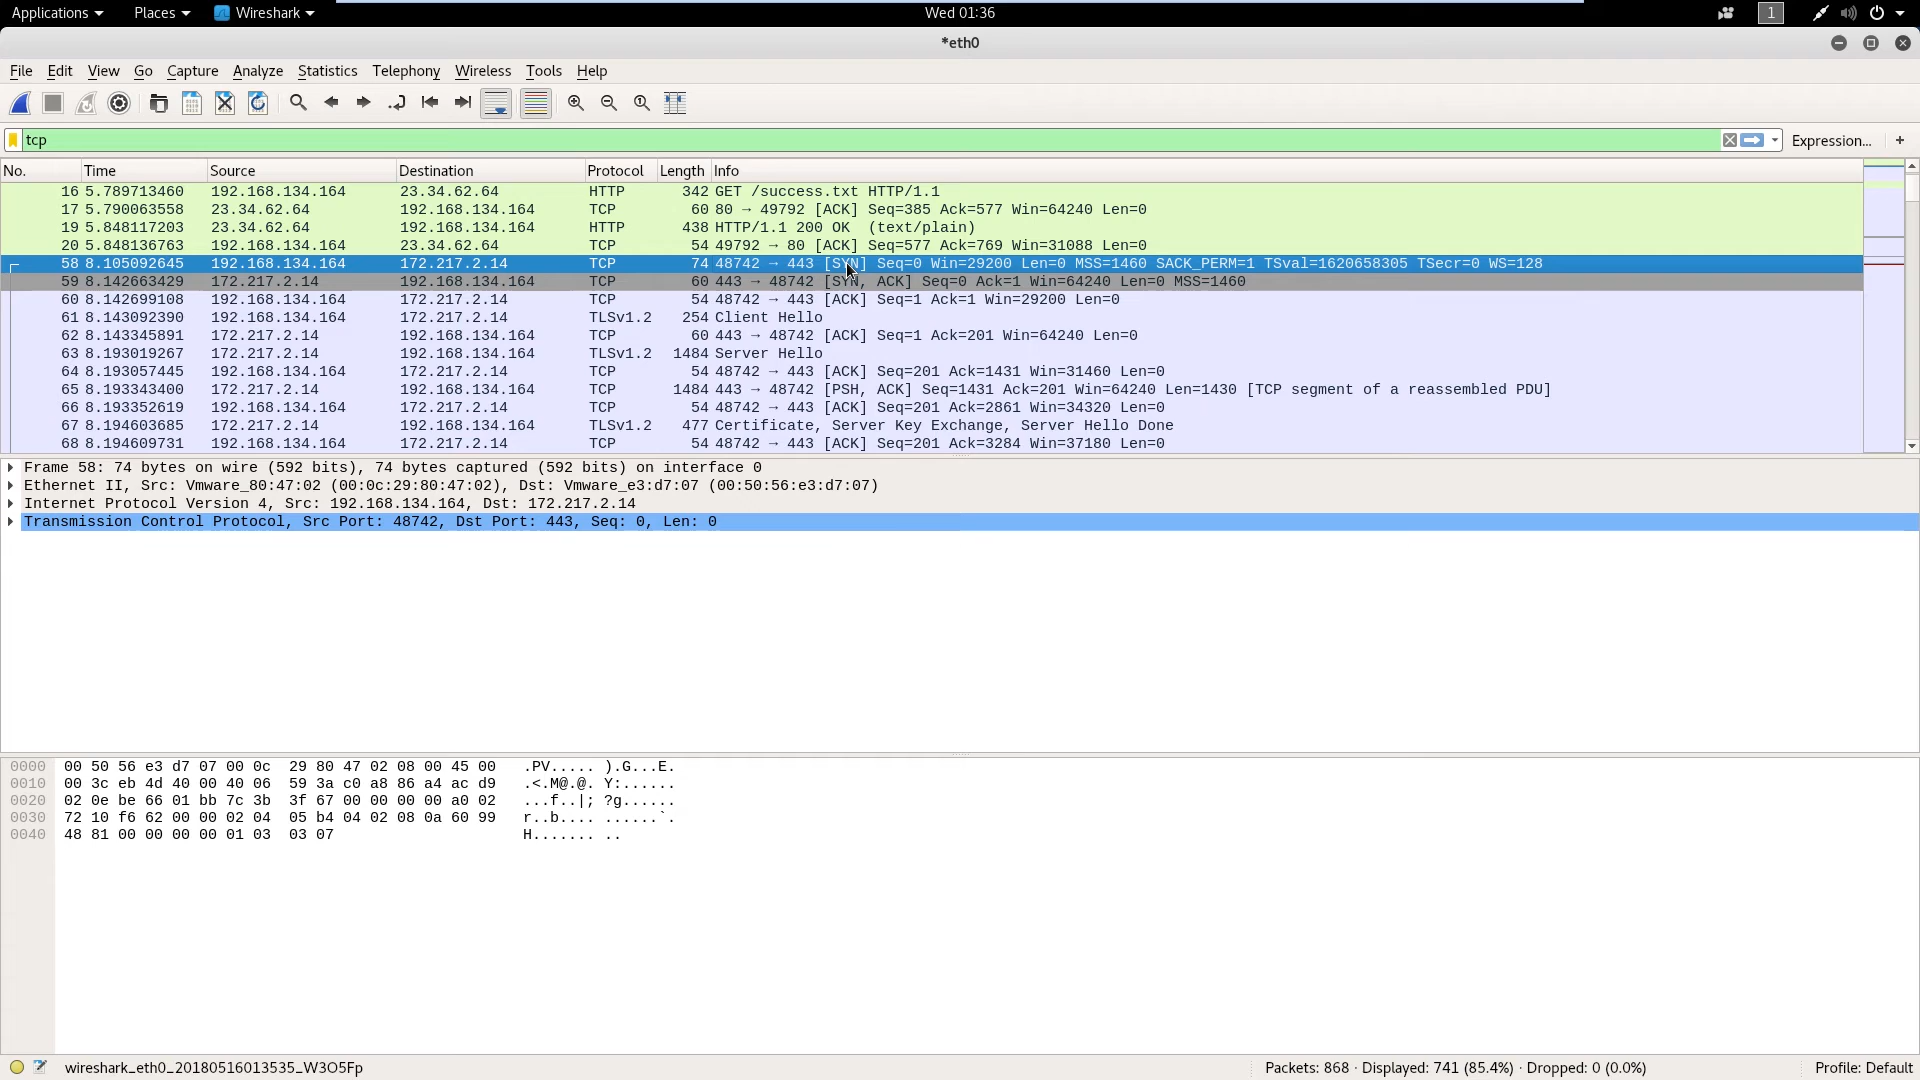 Applications Places Wireshark Wed 01:36 1
*eth0
File Edit View Go Capture Analyze Statistics Telephony Wireless Tools Help
tcp Expression... +
No. Time Source Destination Protocol Length Info
16 5.789713460 192.168.134.164 23.34.62.64 HTTP 342 GET /success.txt HTTP/1.1
17 5.790063558 23.34.62.64 192.168.134.164 TCP 60 80 → 49792 [ACK] Seq=385 Ack=577 Win=64240 Len=0
19 5.848117203 23.34.62.64 192.168.134.164 HTTP 438 HTTP/1.1 200 OK (text/plain)
20 5.848136763 192.168.134.164 23.34.62.64 TCP 54 49792 → 80 [ACK] Seq=577 Ack=769 Win=31088 Len=0
58 8.105092645 192.168.134.164 172.217.2.14 TCP 74 48742 → 443 [SYN] Seq=0 Win=29200 Len=0 MSS=1460 SACK_PERM=1 TSval=1620658305 TSecr=0 WS=128
59 8.142663429 172.217.2.14 192.168.134.164 TCP 60 443 → 48742 [SYN, ACK] Seq=0 Ack=1 Win=64240 Len=0 MSS=1460
60 8.142699108 192.168.134.164 172.217.2.14 TCP 54 48742 → 443 [ACK] Seq=1 Ack=1 Win=29200 Len=0
61 8.143092390 192.168.134.164 172.217.2.14 TLSv1.2 254 Client Hello
62 8.143345891 172.217.2.14 192.168.134.164 TCP 60 443 → 48742 [ACK] Seq=1 Ack=201 Win=64240 Len=0
63 8.193019267 172.217.2.14 192.168.134.164 TLSv1.2 1484 Server Hello
64 8.193057445 192.168.134.164 172.217.2.14 TCP 54 48742 → 443 [ACK] Seq=201 Ack=1431 Win=31460 Len=0
65 8.193343400 172.217.2.14 192.168.134.164 TCP 1484 443 → 48742 [PSH, ACK] Seq=1431 Ack=201 Win=64240 Len=1430 [TCP segment of a reassembled PDU]
66 8.193352619 192.168.134.164 172.217.2.14 TCP 54 48742 → 443 [ACK] Seq=201 Ack=2861 Win=34320 Len=0
67 8.194603685 172.217.2.14 192.168.134.164 TLSv1.2 477 Certificate, Server Key Exchange, Server Hello Done
68 8.194609731 192.168.134.164 172.217.2.14 TCP 54 48742 → 443 [ACK] Seq=201 Ack=3284 Win=37180 Len=0
Frame 58: 74 bytes on wire (592 bits), 74 bytes captured (592 bits) on interface 0
Ethernet II, Src: Vmware_80:47:02 (00:0c:29:80:47:02), Dst: Vmware_e3:d7:07 (00:50:56:e3:d7:07)
Internet Protocol Version 4, Src: 192.168.134.164, Dst: 172.217.2.14
Transmission Control Protocol, Src Port: 48742, Dst Port: 443, Seq: 0, Len: 0
0000 00 50 56 e3 d7 07 00 0c 29 80 47 02 08 00 45 00 .PV..... ).G...E.
0010 00 3c eb 4d 40 00 40 06 59 3a c0 a8 86 a4 ac d9 .<.M@.@. Y:......
0020 02 0e be 66 01 bb 7c 3b 3f 67 00 00 00 00 a0 02 ...f..|; ?g......
0030 72 10 f6 62 00 00 02 04 05 b4 04 02 08 0a 60 99 r..b.... ......`.
0040 48 81 00 00 00 00 01 03 03 07 H....... ..
wireshark_eth0_20180516013535_W3O5Fp Packets: 868 · Displayed: 741 (85.4%) · Dropped: 0 (0.0%) Profile: Default